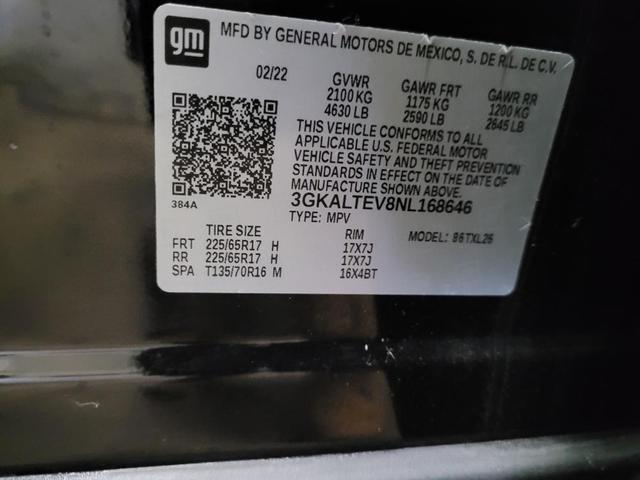 gm
MFD BY GENERAL MOTORS DE MEXICO, S. DE R.L. DE C.V.
02/22 GVWR GAWR FRT GAWR RR
2100 KG 1175 KG 1200 KG
4630 LB 2590 LB 2645 LB
THIS VEHICLE CONFORMS TO ALL
APPLICABLE U.S. FEDERAL MOTOR
VEHICLE SAFETY AND THEFT PREVENTION
STANDARDS IN EFFECT ON THE DATE OF
MANUFACTURE SHOWN ABOVE.
384A
3GKALTEV8NL168646
TYPE: MPV MODEL: 86TXL26
TIRE SIZE RIM
FRT 225/65R17 H 17X7J
RR 225/65R17 H 17X7J
SPA T135/70R16 M 16X4BT